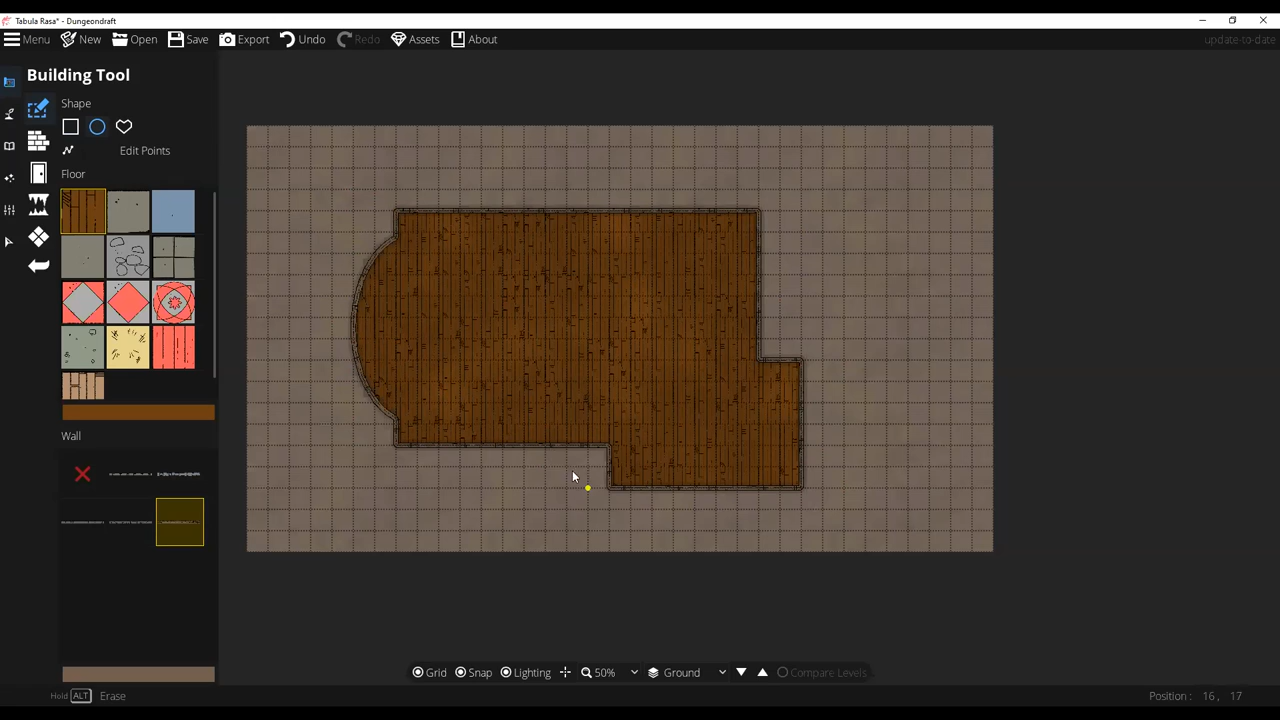 Tabula Rasa* - Dungeondraft
Menu New Open Save Export Undo Redo Assets About update-to-date
Building Tool
Shape
Edit Points
Floor
Wall
Grid Snap Lighting 50% Ground Compare Levels
Hold ALT Erase Position : 16 , 17